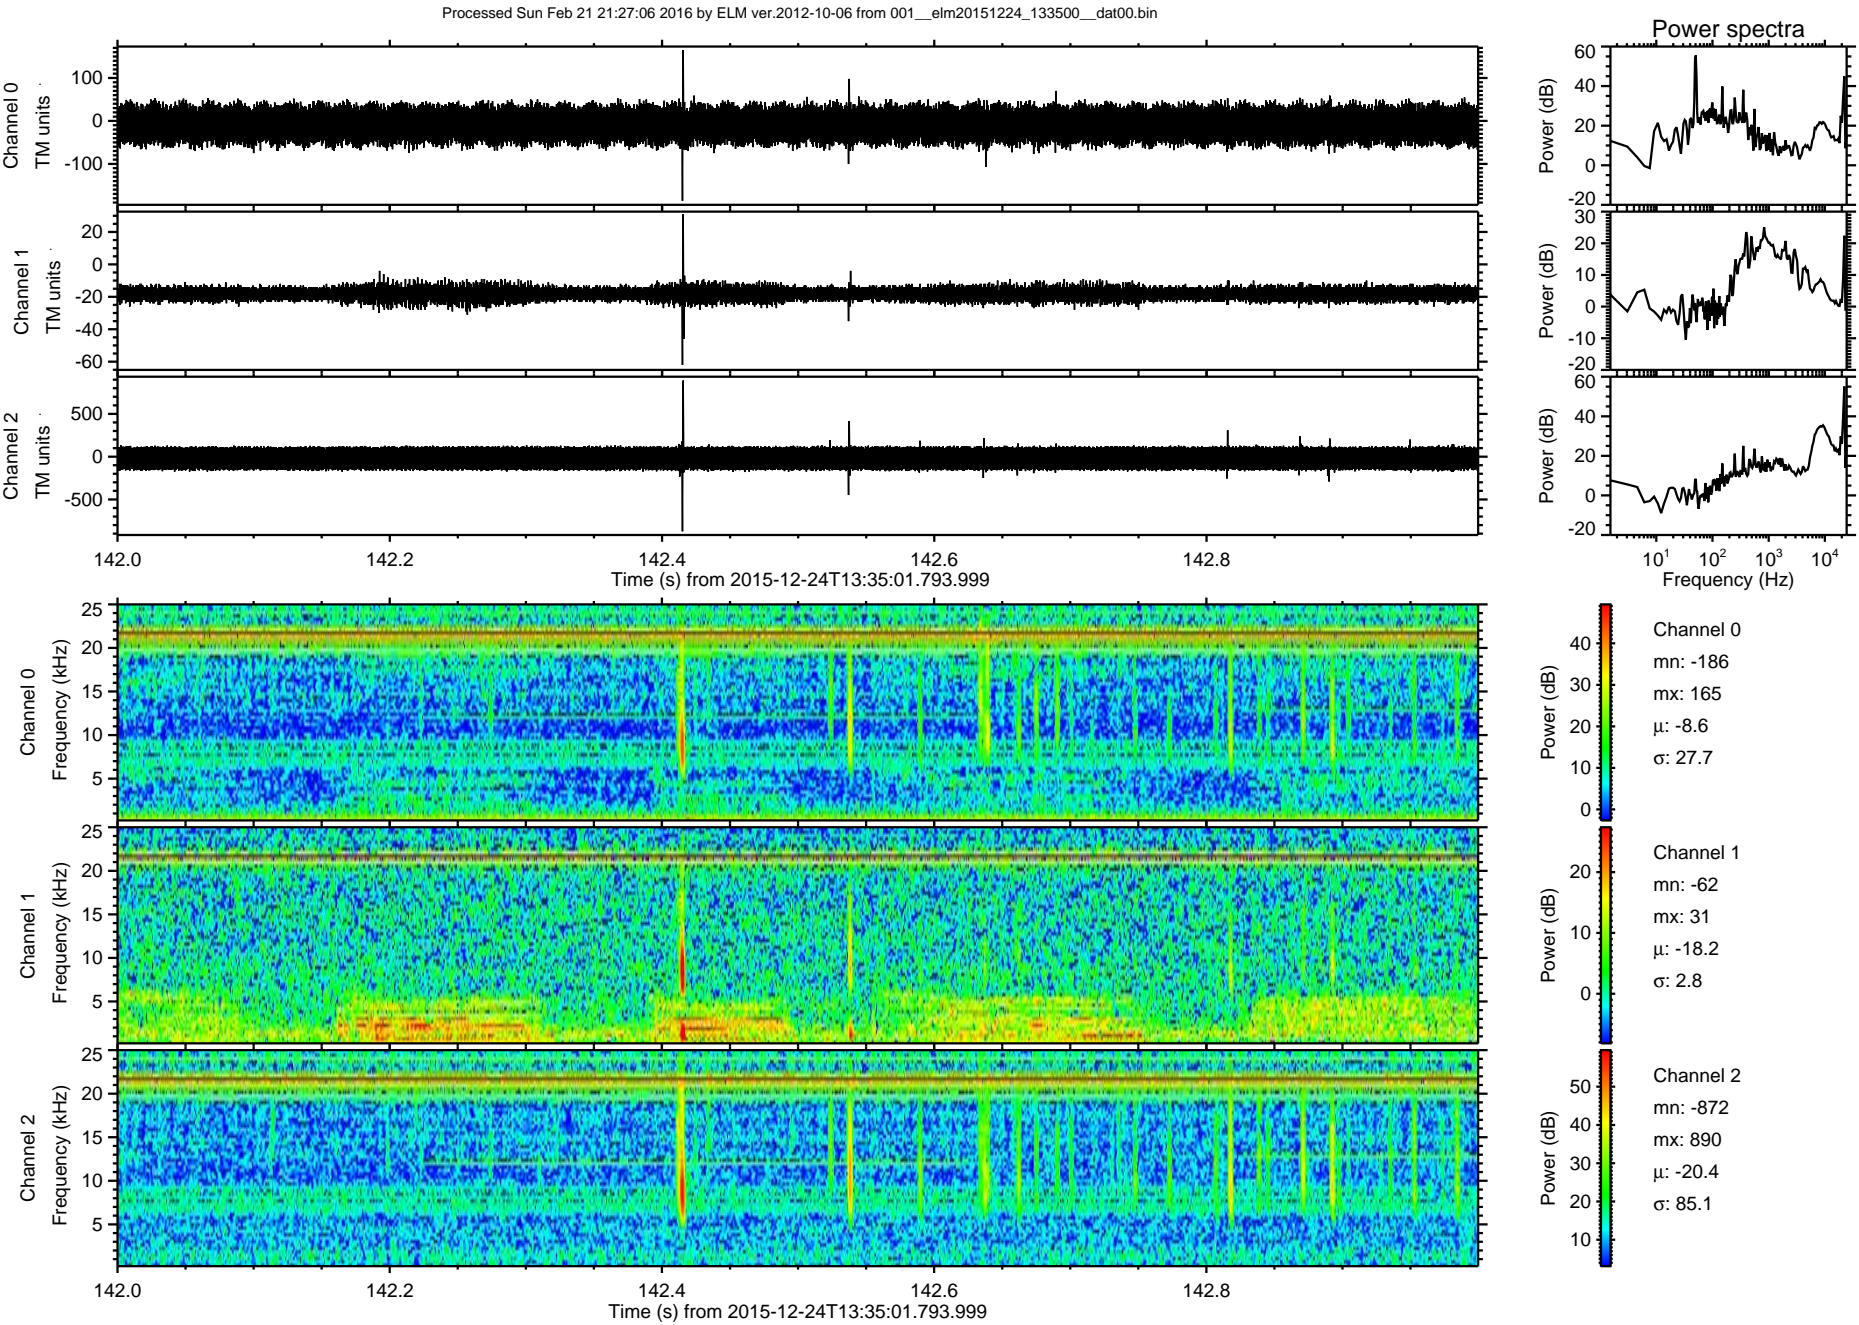 Processed Sun Feb 21 21:27:06 2016 by ELM ver.2012-10-06 from 001__elm20151224_133500__dat00.bin
Power spectra
Channel 0
TM units
100
0
-100
Power (dB)
60
40
20
0
-20
Channel 1
TM units
20
0
-20
-40
-60
Power (dB)
30
20
10
0
-10
-20
Channel 2
TM units
500
0
-500
Power (dB)
60
40
20
0
-20
142.0 142.2 142.4 142.6 142.8
Time (s) from 2015-12-24T13:35:01.793.999
10^1 10^2 10^3 10^4
Frequency (Hz)
Channel 0
Frequency (kHz)
25
20
15
10
5
Power (dB)
40
30
20
10
0
Channel 0
mn: -186
mx: 165
μ: -8.6
σ: 27.7
Channel 1
Frequency (kHz)
25
20
15
10
5
Power (dB)
20
10
0
Channel 1
mn: -62
mx: 31
μ: -18.2
σ: 2.8
Channel 2
Frequency (kHz)
25
20
15
10
5
Power (dB)
50
40
30
20
10
Channel 2
mn: -872
mx: 890
μ: -20.4
σ: 85.1
142.0 142.2 142.4 142.6 142.8
Time (s) from 2015-12-24T13:35:01.793.999